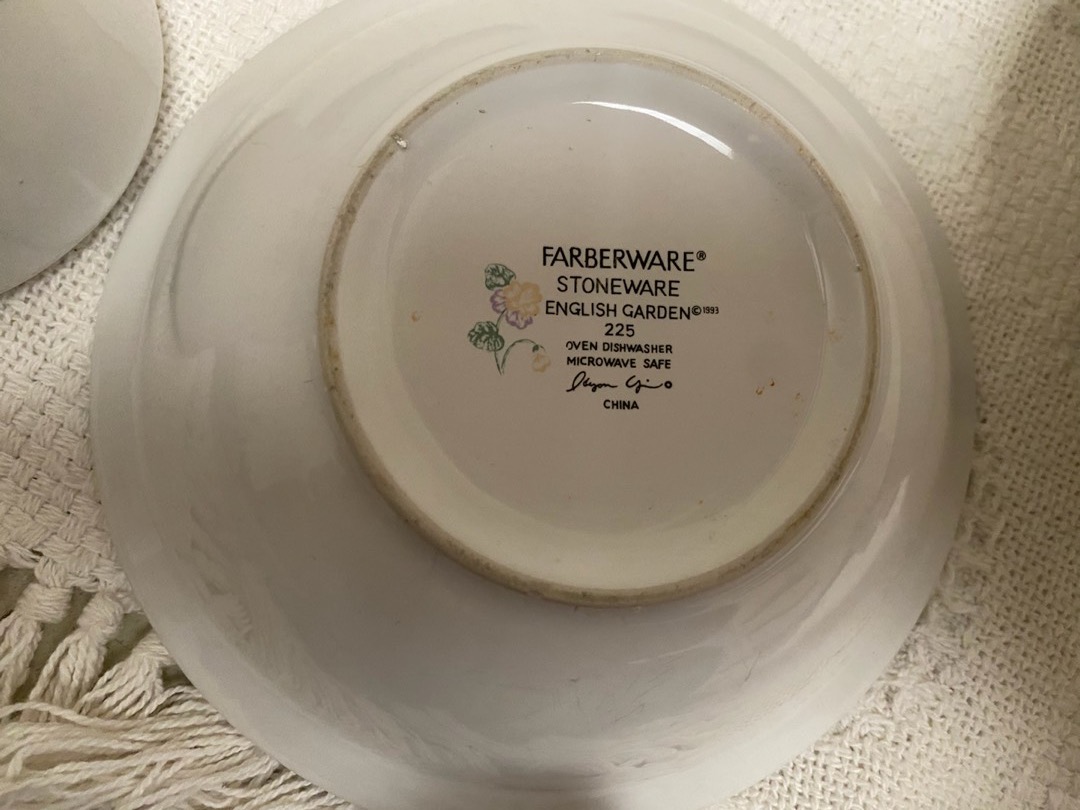 FARBERWARE®
STONEWARE
ENGLISH GARDEN©1993
225
OVEN DISHWASHER
MICROWAVE SAFE
CHINA